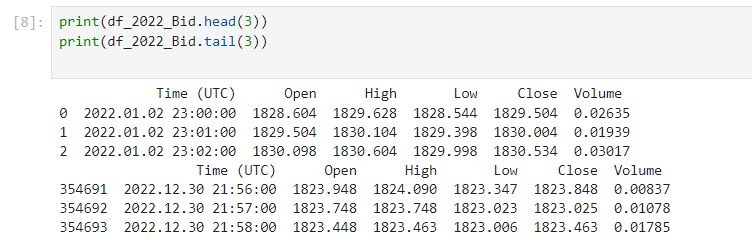 [8]: print(df_2022_Bid.head(3))
print(df_2022_Bid.tail(3))
Time (UTC) Open High Low Close Volume
0 2022.01.02 23:00:00 1828.604 1829.628 1828.544 1829.504 0.02635
1 2022.01.02 23:01:00 1829.504 1830.104 1829.398 1830.004 0.01939
2 2022.01.02 23:02:00 1830.098 1830.604 1829.998 1830.534 0.03017
Time (UTC) Open High Low Close Volume
354691 2022.12.30 21:56:00 1823.948 1824.090 1823.347 1823.848 0.00837
354692 2022.12.30 21:57:00 1823.748 1823.748 1823.023 1823.025 0.01078
354693 2022.12.30 21:58:00 1823.448 1823.463 1823.006 1823.463 0.01785